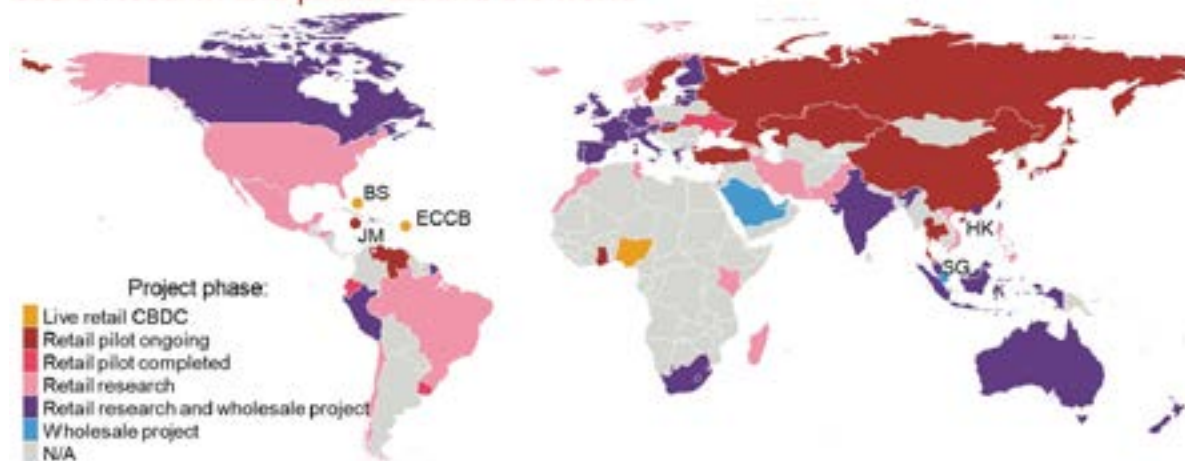 BS
ECCB
JM
HK
SG
Project phase:
Live retail CBDC
Retail pilot ongoing
Retail pilot completed
Retail research
Retail research and wholesale project
Wholesale project
N/A